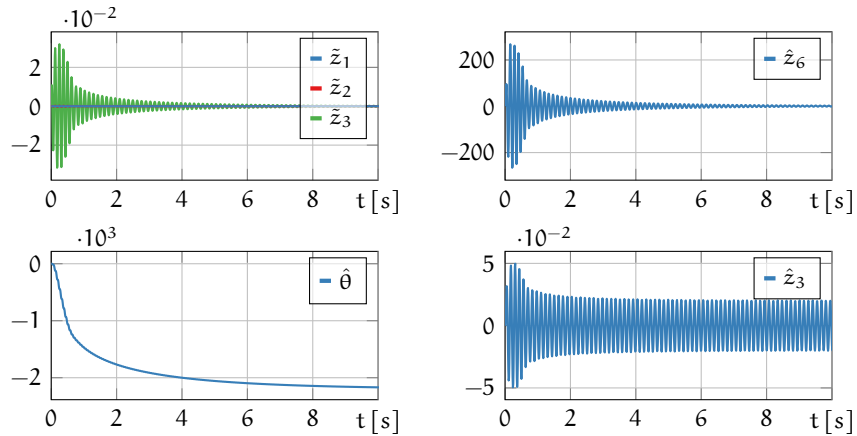 ·10⁻²
2
0
−2
z̃₁
z̃₂
z̃₃
0 2 4 6 8 t [s]
200
0
−200
ẑ₆
0 2 4 6 8 t [s]
·10³
0
−1
−2
θ̂
0 2 4 6 8 t [s]
·10⁻²
5
0
−5
ẑ₃
0 2 4 6 8 t [s]